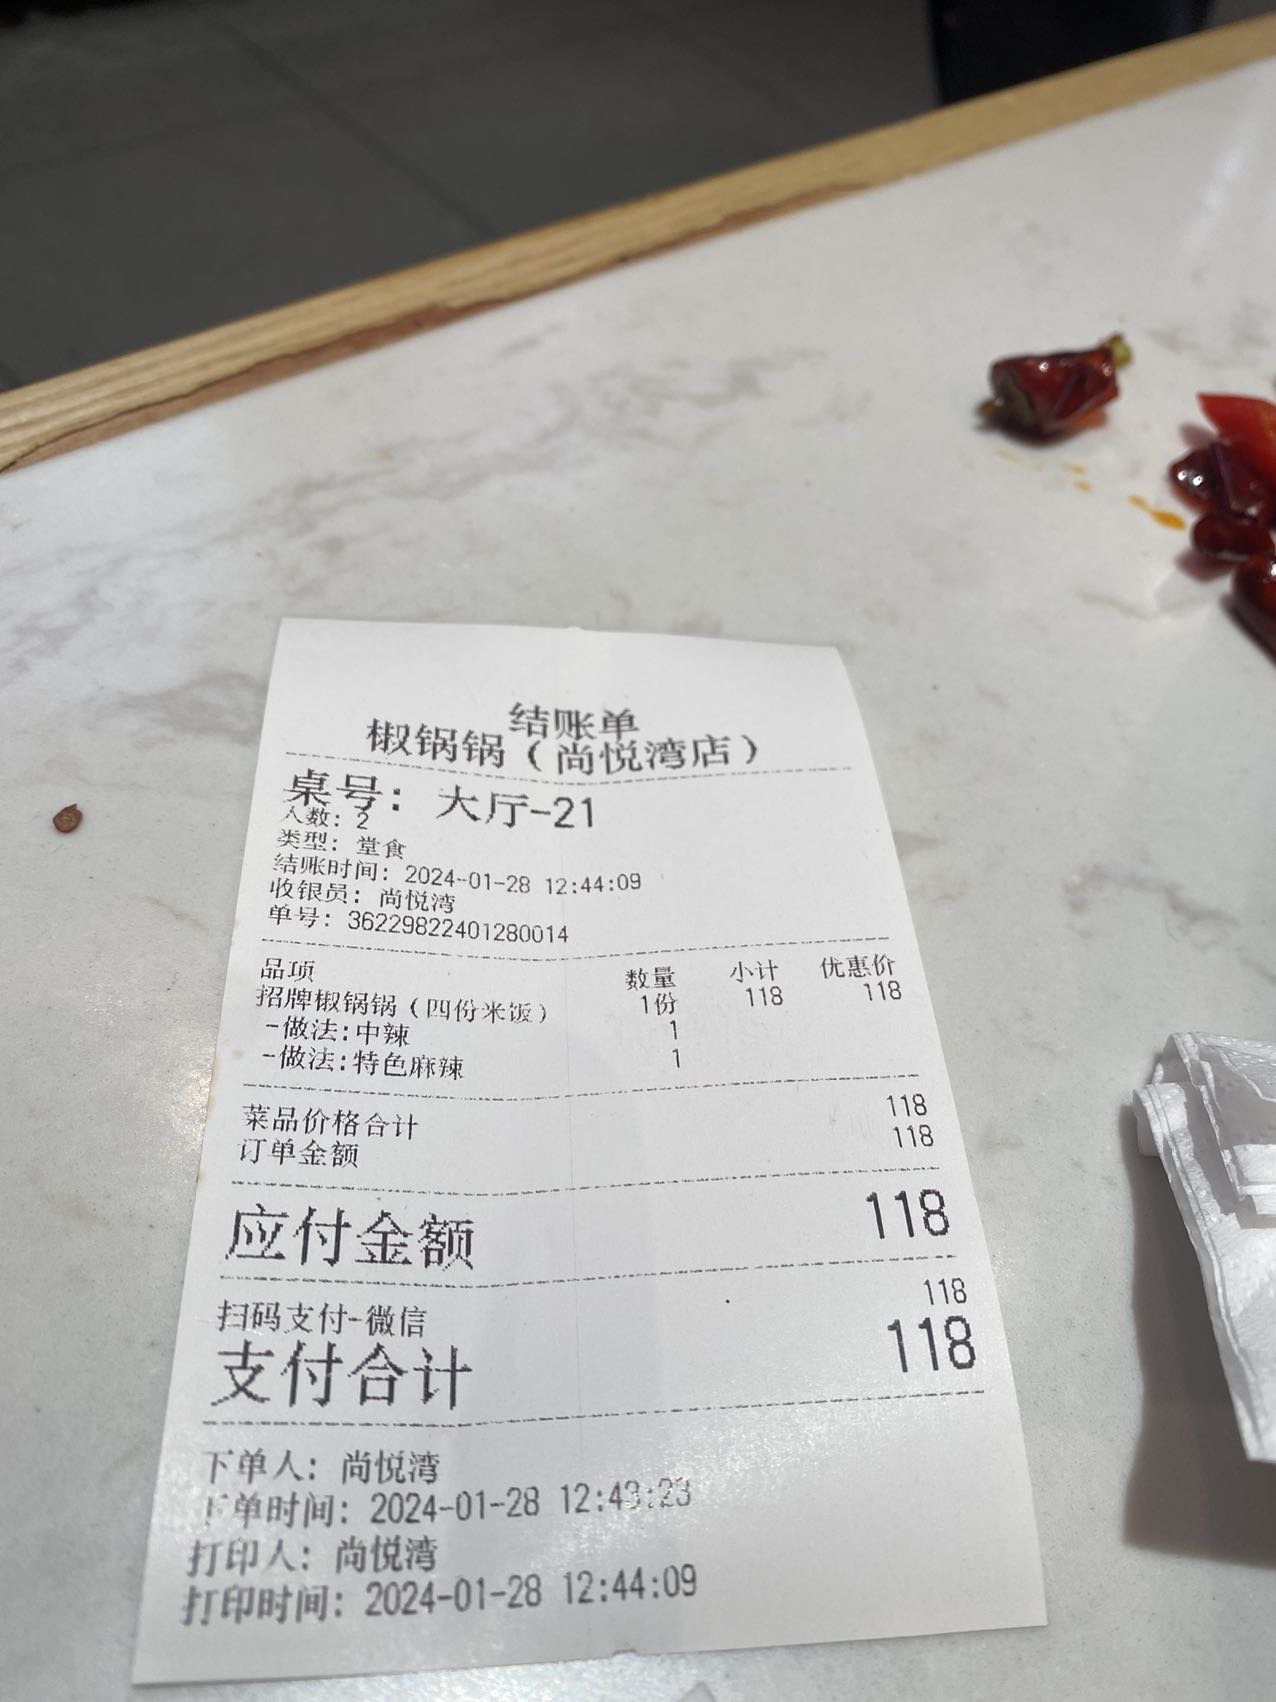 结账单
椒锅锅（尚悦湾店）
桌号：大厅-21
人数：2
类型：堂食
结账时间：2024-01-28 12:44:09
收银员：尚悦湾
单号：36229822401280014
品项 数量 小计 优惠价
招牌椒锅锅（四份米饭） 1份 118 118
-做法:中辣 1
-做法:特色麻辣 1
菜品价格合计 118
订单金额 118
应付金额 118
扫码支付-微信 118
支付合计 118
下单人：尚悦湾
下单时间：2024-01-28 12:43:23
打印人：尚悦湾
打印时间：2024-01-28 12:44:09